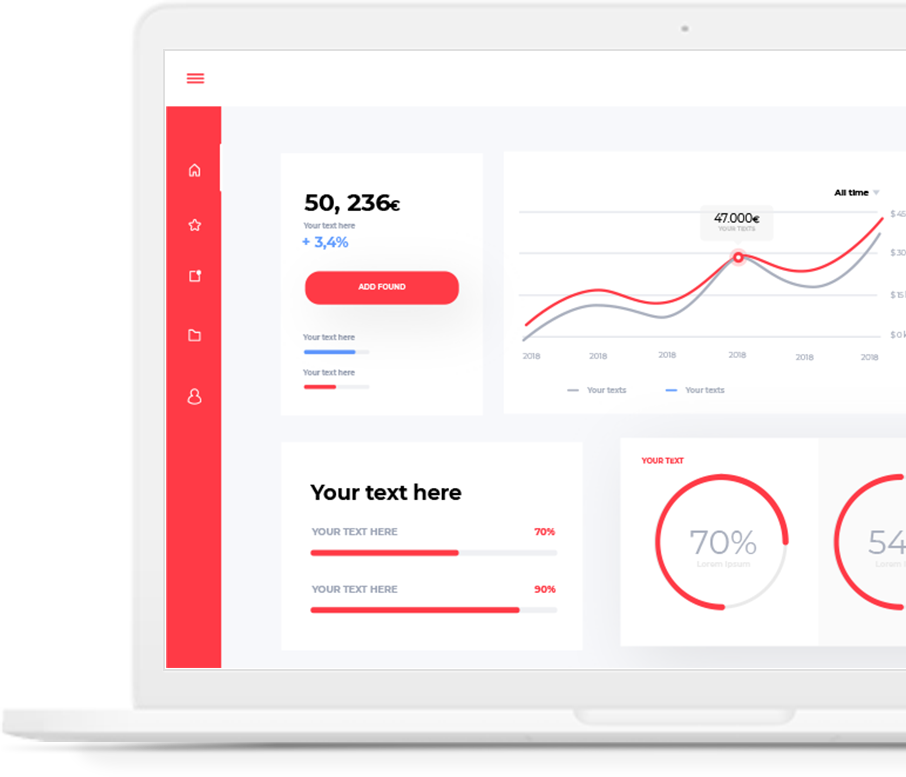 50, 236€
Your text here
+ 3,4%
ADD FOUND
Your text here
Your text here
All time
47.000€
YOUR TEXTS
$ 45
$ 30
$ 15
$ 0
2018 2018 2018 2018 2018 2018
Your texts Your texts
Your text here
YOUR TEXT HERE 70%
YOUR TEXT HERE 90%
YOUR TEXT
70%
Lorem Ipsum
54
Lorem